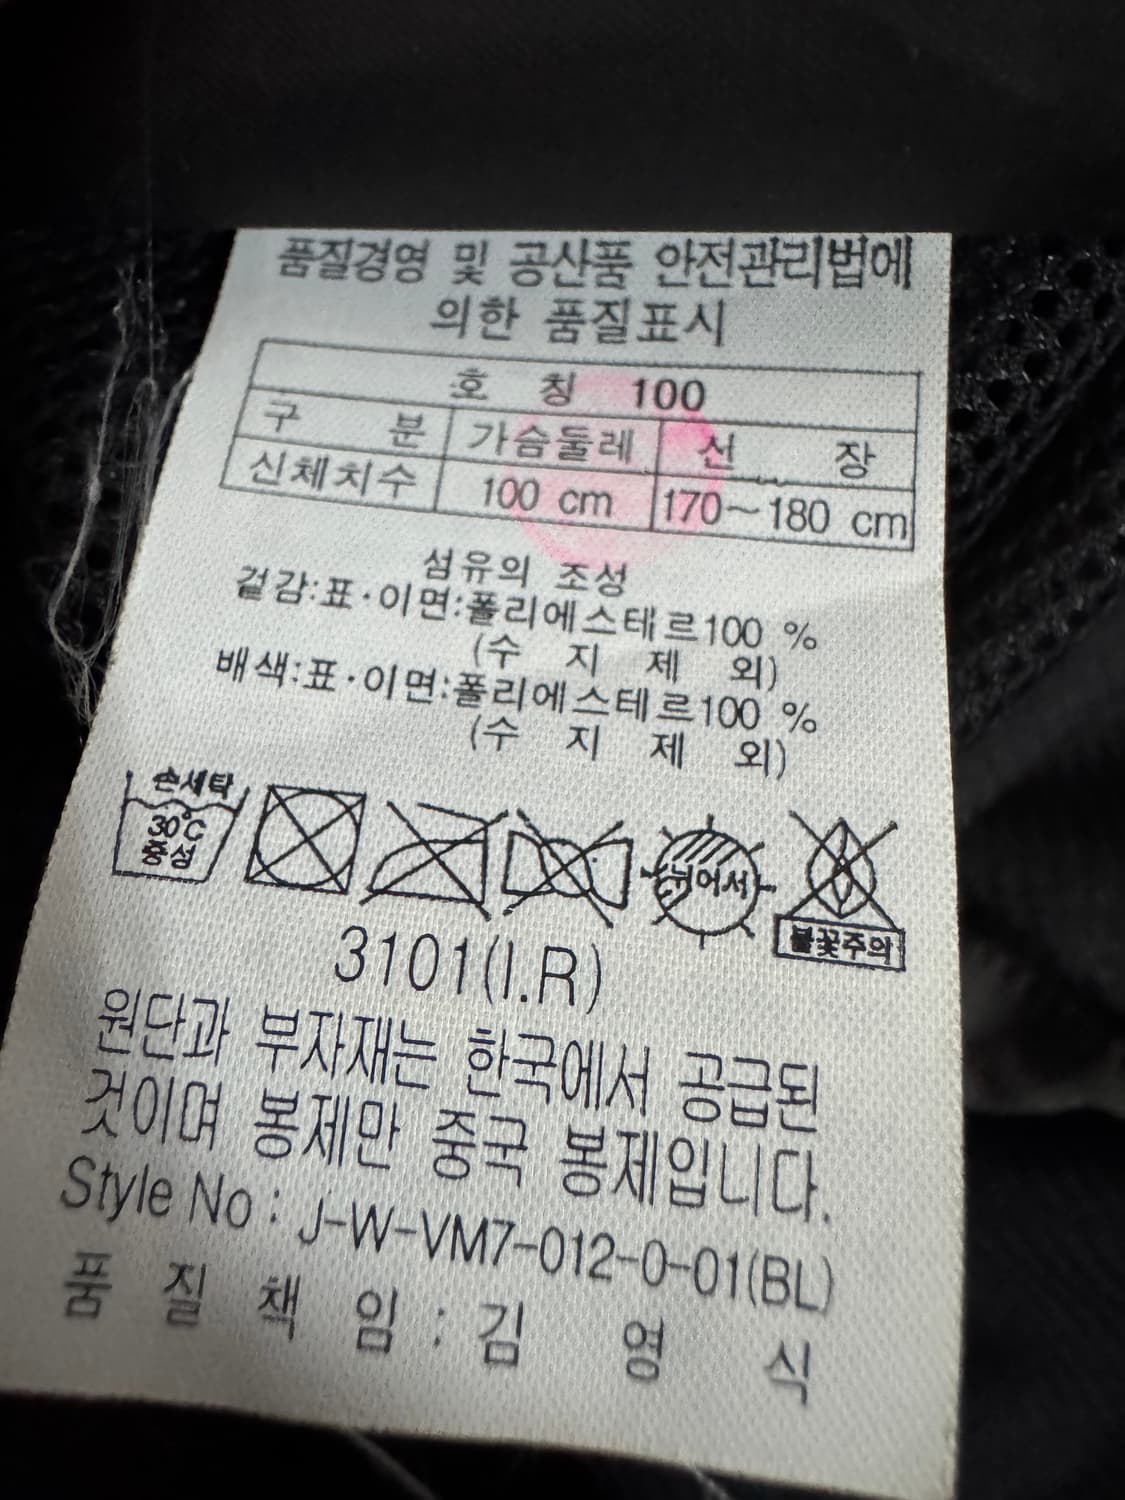 품질경영 및 공산품 안전관리법에
의한 품질표시
호 칭 100
구 분 가슴둘레 신 장
신체치수 100 cm 170~180 cm
섬유의 조성
겉감:표·이면:폴리에스테르100 %
(수 지 제 외)
배색:표·이면:폴리에스테르100 %
(수 지 제 외)
손세탁
30℃
중성
뉘어서
불꽃주의
3101(I.R)
원단과 부자재는 한국에서 공급된
것이며 봉제만 중국 봉제입니다.
Style No : J-W-VM7-012-0-01(BL)
품 질 책 임 : 김 영 식